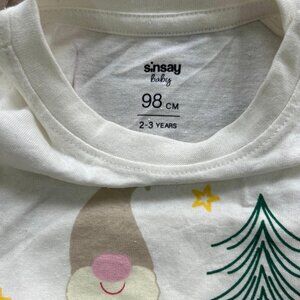 sinsay
baby
98 CM
2-3 YEARS